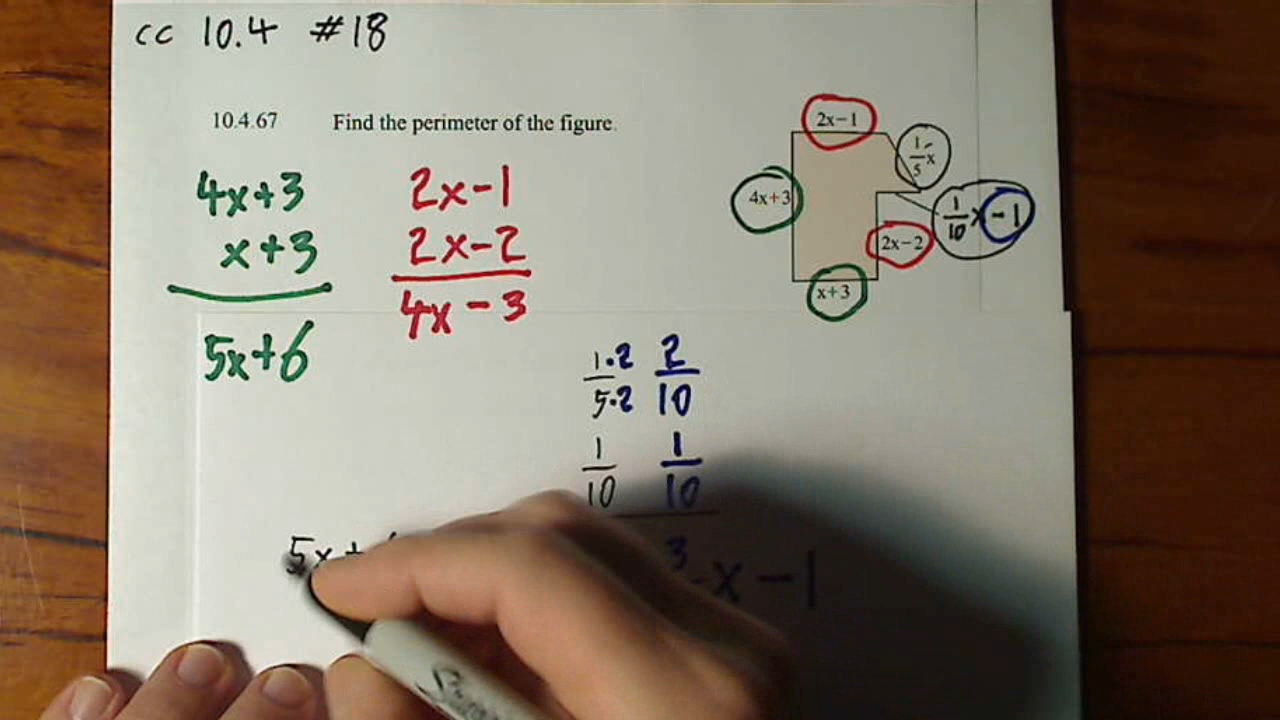 cc 10.4 #18
10.4.67 Find the perimeter of the figure.
2x−1
1/5 x
4x+3
1/10 x −1
2x−2
x+3
4x+3
x+3
5x+6
2x−1
2x−2
4x−3
1·2/5·2 2/10
1/10 1/10
3 x −1
5x+